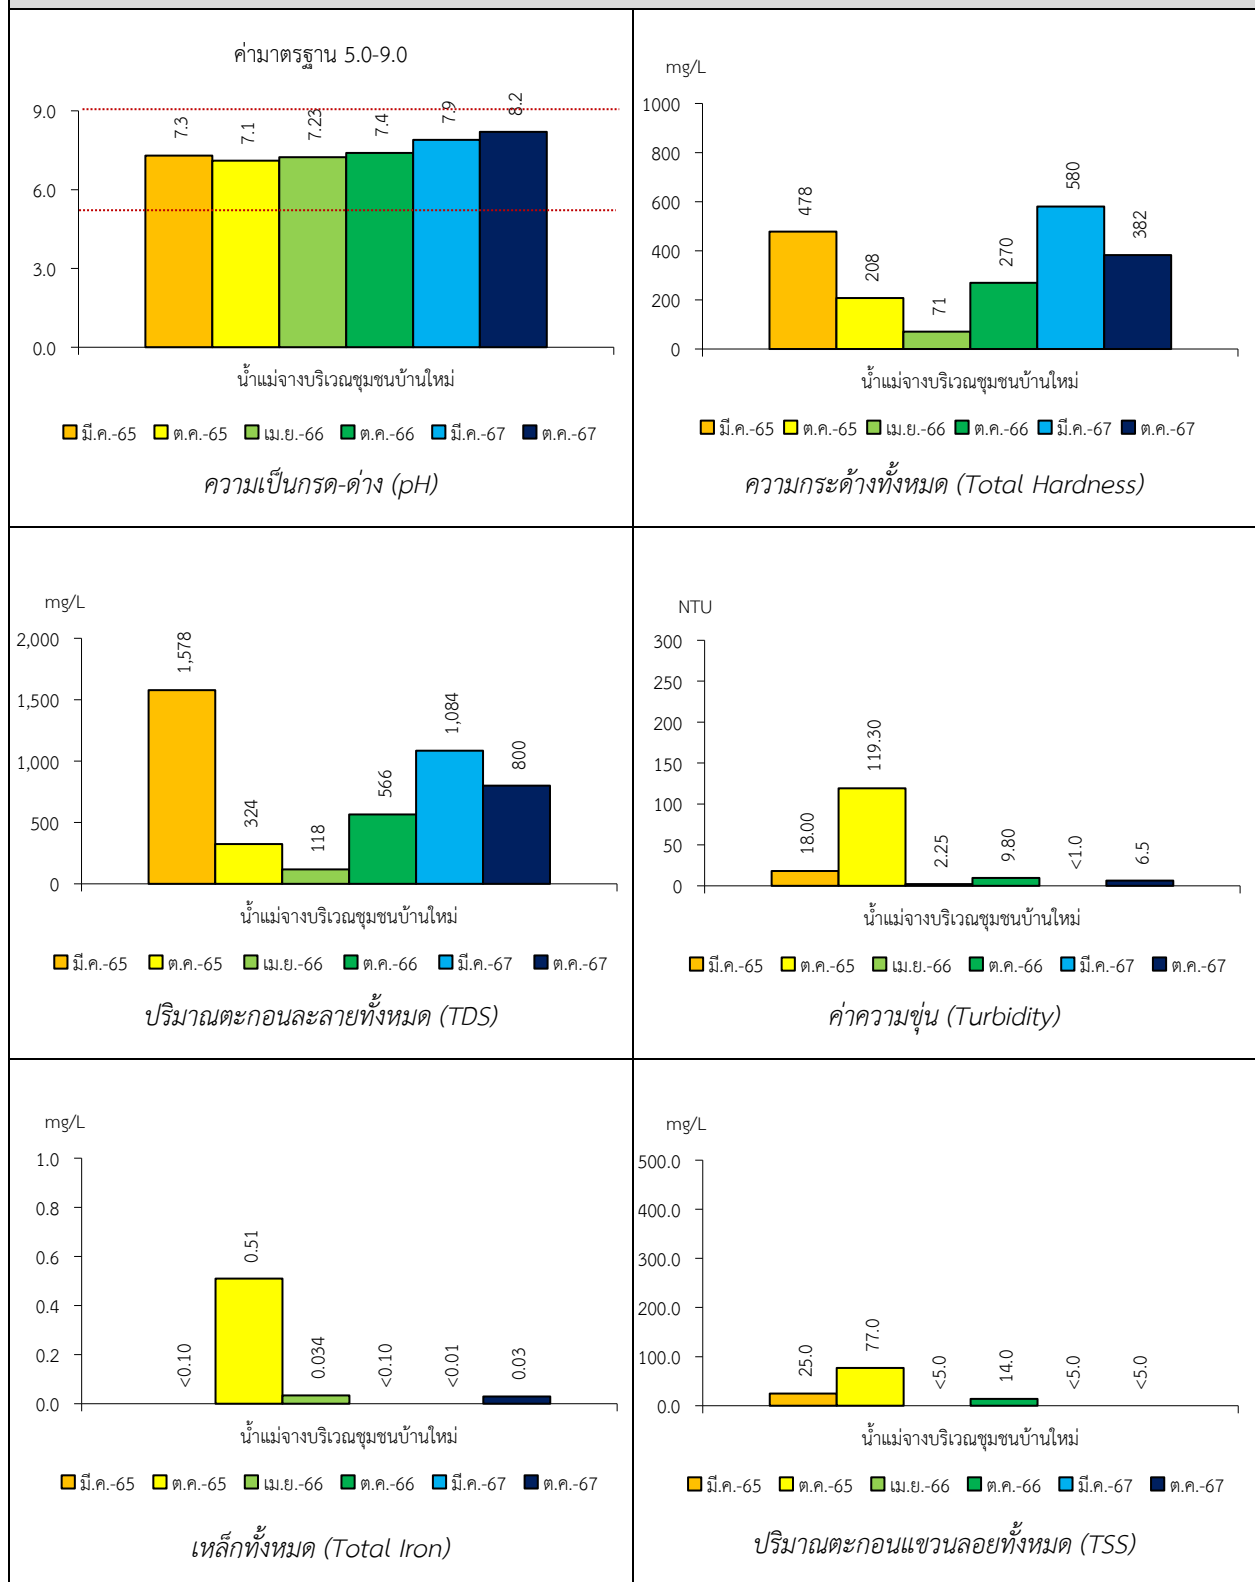 ค่ามาตรฐาน 5.0-9.0
9.0
6.0
3.0
0.0
7.3
7.1
7.23
7.4
7.9
8.2
น้ำแม่จางบริเวณชุมชนบ้านใหม่
มี.ค.-65 ต.ค.-65 เม.ย.-66 ต.ค.-66 มี.ค.-67 ต.ค.-67
ความเป็นกรด-ด่าง (pH)
mg/L
1000
800
600
400
200
0
478
208
71
270
580
382
น้ำแม่จางบริเวณชุมชนบ้านใหม่
มี.ค.-65 ต.ค.-65 เม.ย.-66 ต.ค.-66 มี.ค.-67 ต.ค.-67
ความกระด้างทั้งหมด (Total Hardness)
mg/L
2,000
1,500
1,000
500
0
1,578
324
118
566
1,084
800
น้ำแม่จางบริเวณชุมชนบ้านใหม่
มี.ค.-65 ต.ค.-65 เม.ย.-66 ต.ค.-66 มี.ค.-67 ต.ค.-67
ปริมาณตะกอนละลายทั้งหมด (TDS)
NTU
300
250
200
150
100
50
0
18.00
119.30
2.25
9.80
<1.0
6.5
น้ำแม่จางบริเวณชุมชนบ้านใหม่
มี.ค.-65 ต.ค.-65 เม.ย.-66 ต.ค.-66 มี.ค.-67 ต.ค.-67
ค่าความขุ่น (Turbidity)
mg/L
1.0
0.8
0.6
0.4
0.2
0.0
<0.10
0.51
0.034
<0.10
<0.01
0.03
น้ำแม่จางบริเวณชุมชนบ้านใหม่
มี.ค.-65 ต.ค.-65 เม.ย.-66 ต.ค.-66 มี.ค.-67 ต.ค.-67
เหล็กทั้งหมด (Total Iron)
mg/L
500.0
400.0
300.0
200.0
100.0
0.0
25.0
77.0
<5.0
14.0
<5.0
<5.0
น้ำแม่จางบริเวณชุมชนบ้านใหม่
มี.ค.-65 ต.ค.-65 เม.ย.-66 ต.ค.-66 มี.ค.-67 ต.ค.-67
ปริมาณตะกอนแขวนลอยทั้งหมด (TSS)